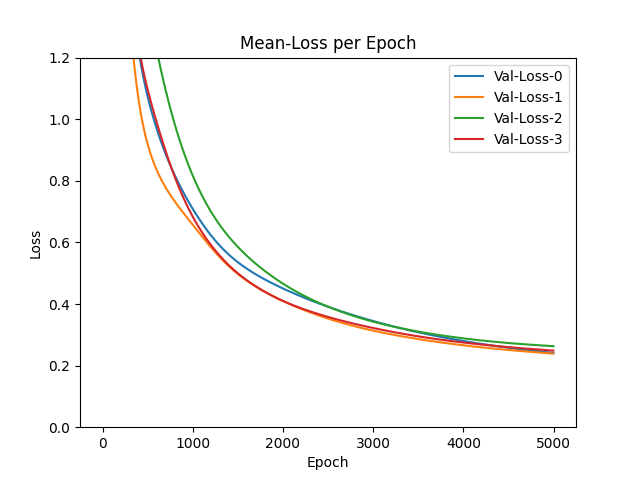 Mean-Loss per Epoch
1.2
1.0
0.8
0.6
0.4
0.2
0.0
Loss
Val-Loss-0
Val-Loss-1
Val-Loss-2
Val-Loss-3
0 1000 2000 3000 4000 5000
Epoch